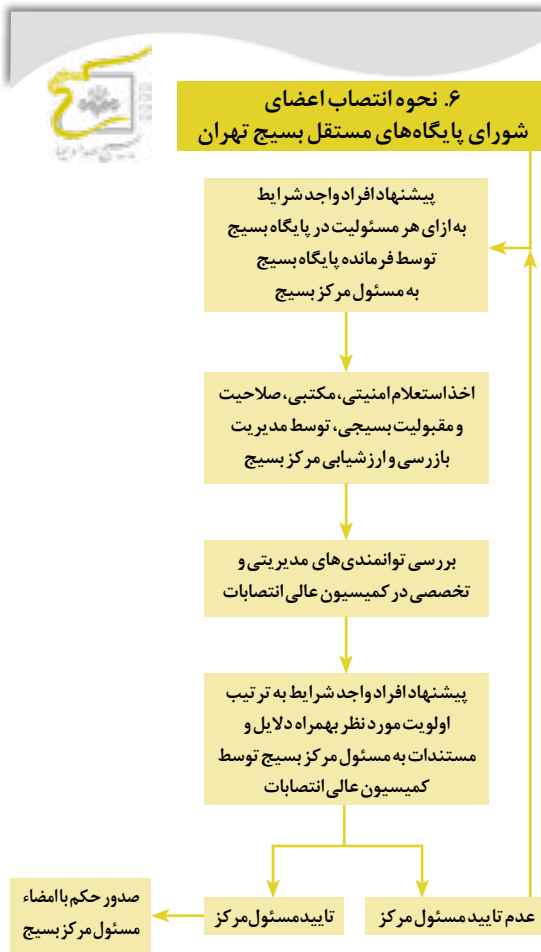 ۶. نحوه انتصاب اعضای
شورای پایگاه‌های مستقل بسیج تهران
پیشنهاد افراد واجد شرایط
به ازای هر مسئولیت در پایگاه بسیج
توسط فرمانده پایگاه بسیج
به مسئول مرکز بسیج
اخذ استعلام امنیتی، مکتبی، صلاحیت
و مقبولیت بسیجی، توسط مدیریت
بازرسی و ارزشیابی مرکز بسیج
بررسی توانمندی‌های مدیریتی و
تخصصی در کمیسیون عالی انتصابات
پیشنهاد افراد واجد شرایط به ترتیب
اولویت مورد نظر بهمراه دلایل و
مستندات به مسئول مرکز بسیج توسط
کمیسیون عالی انتصابات
عدم تایید مسئول مرکز
تایید مسئول مرکز
صدور حکم با امضاء
مسئول مرکز بسیج